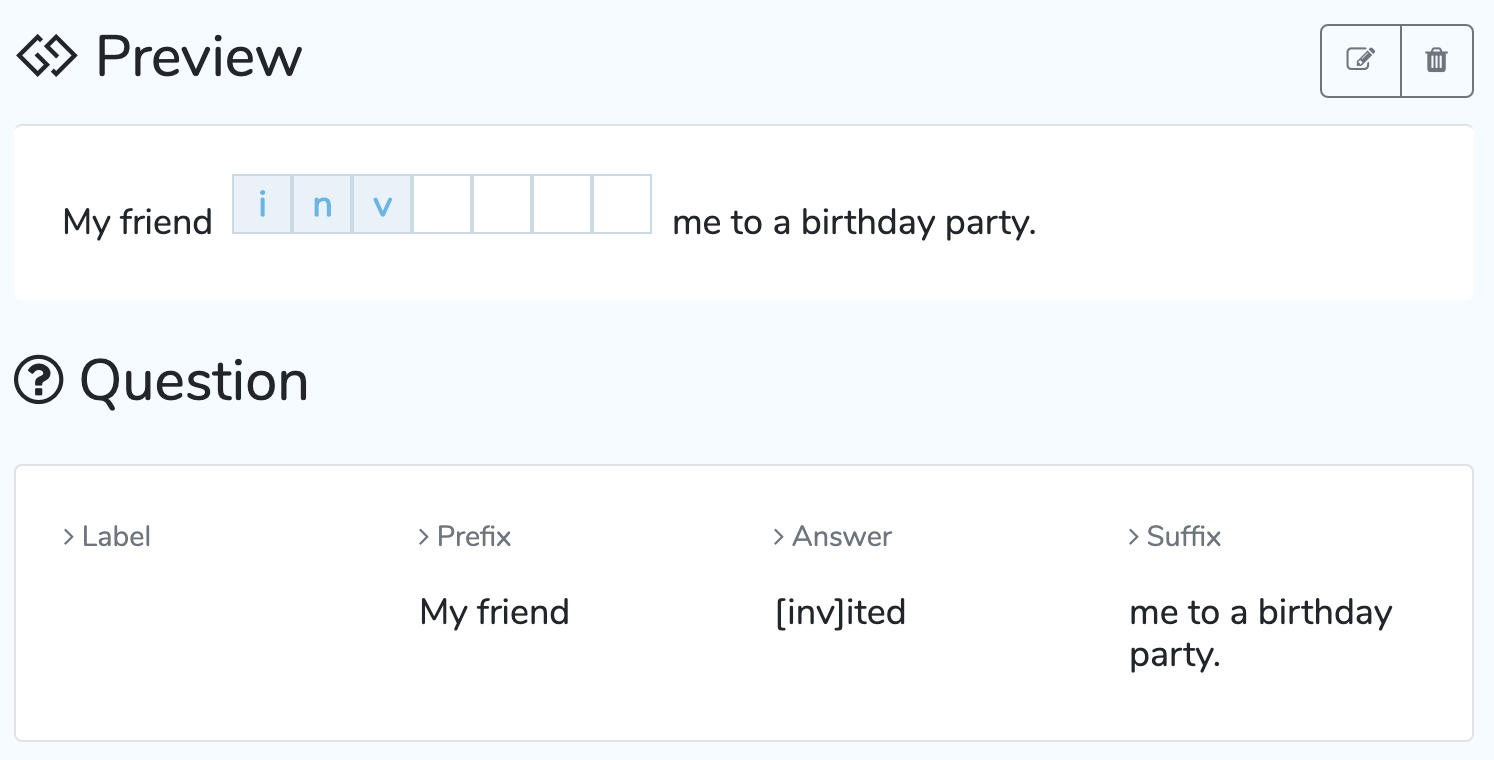 Preview
My friend inv me to a birthday party.
Question
Label Prefix Answer Suffix
My friend [inv]ited me to a birthday
party.